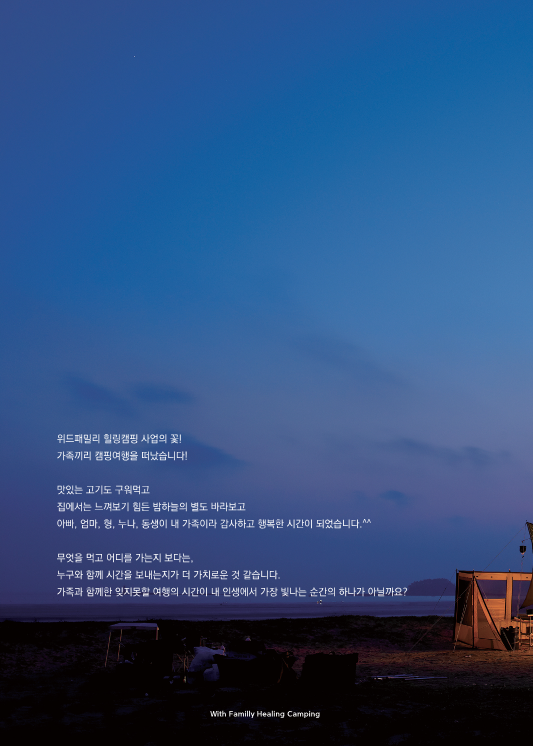 위드패밀리 힐링캠핑 사업의 꽃!
가족끼리 캠핑여행을 떠났습니다!
맛있는 고기도 구워먹고
집에서는 느껴보기 힘든 밤하늘의 별도 바라보고
아빠, 엄마, 형, 누나, 동생이 내 가족이라 감사하고 행복한 시간이 되었습니다.^^
무엇을 먹고 어디를 가는지 보다는,
누구와 함께 시간을 보내는지가 더 가치로운 것 같습니다.
가족과 함께한 잊지못할 여행의 시간이 내 인생에서 가장 빛나는 순간의 하나가 아닐까요?
With Familly Healing Camping